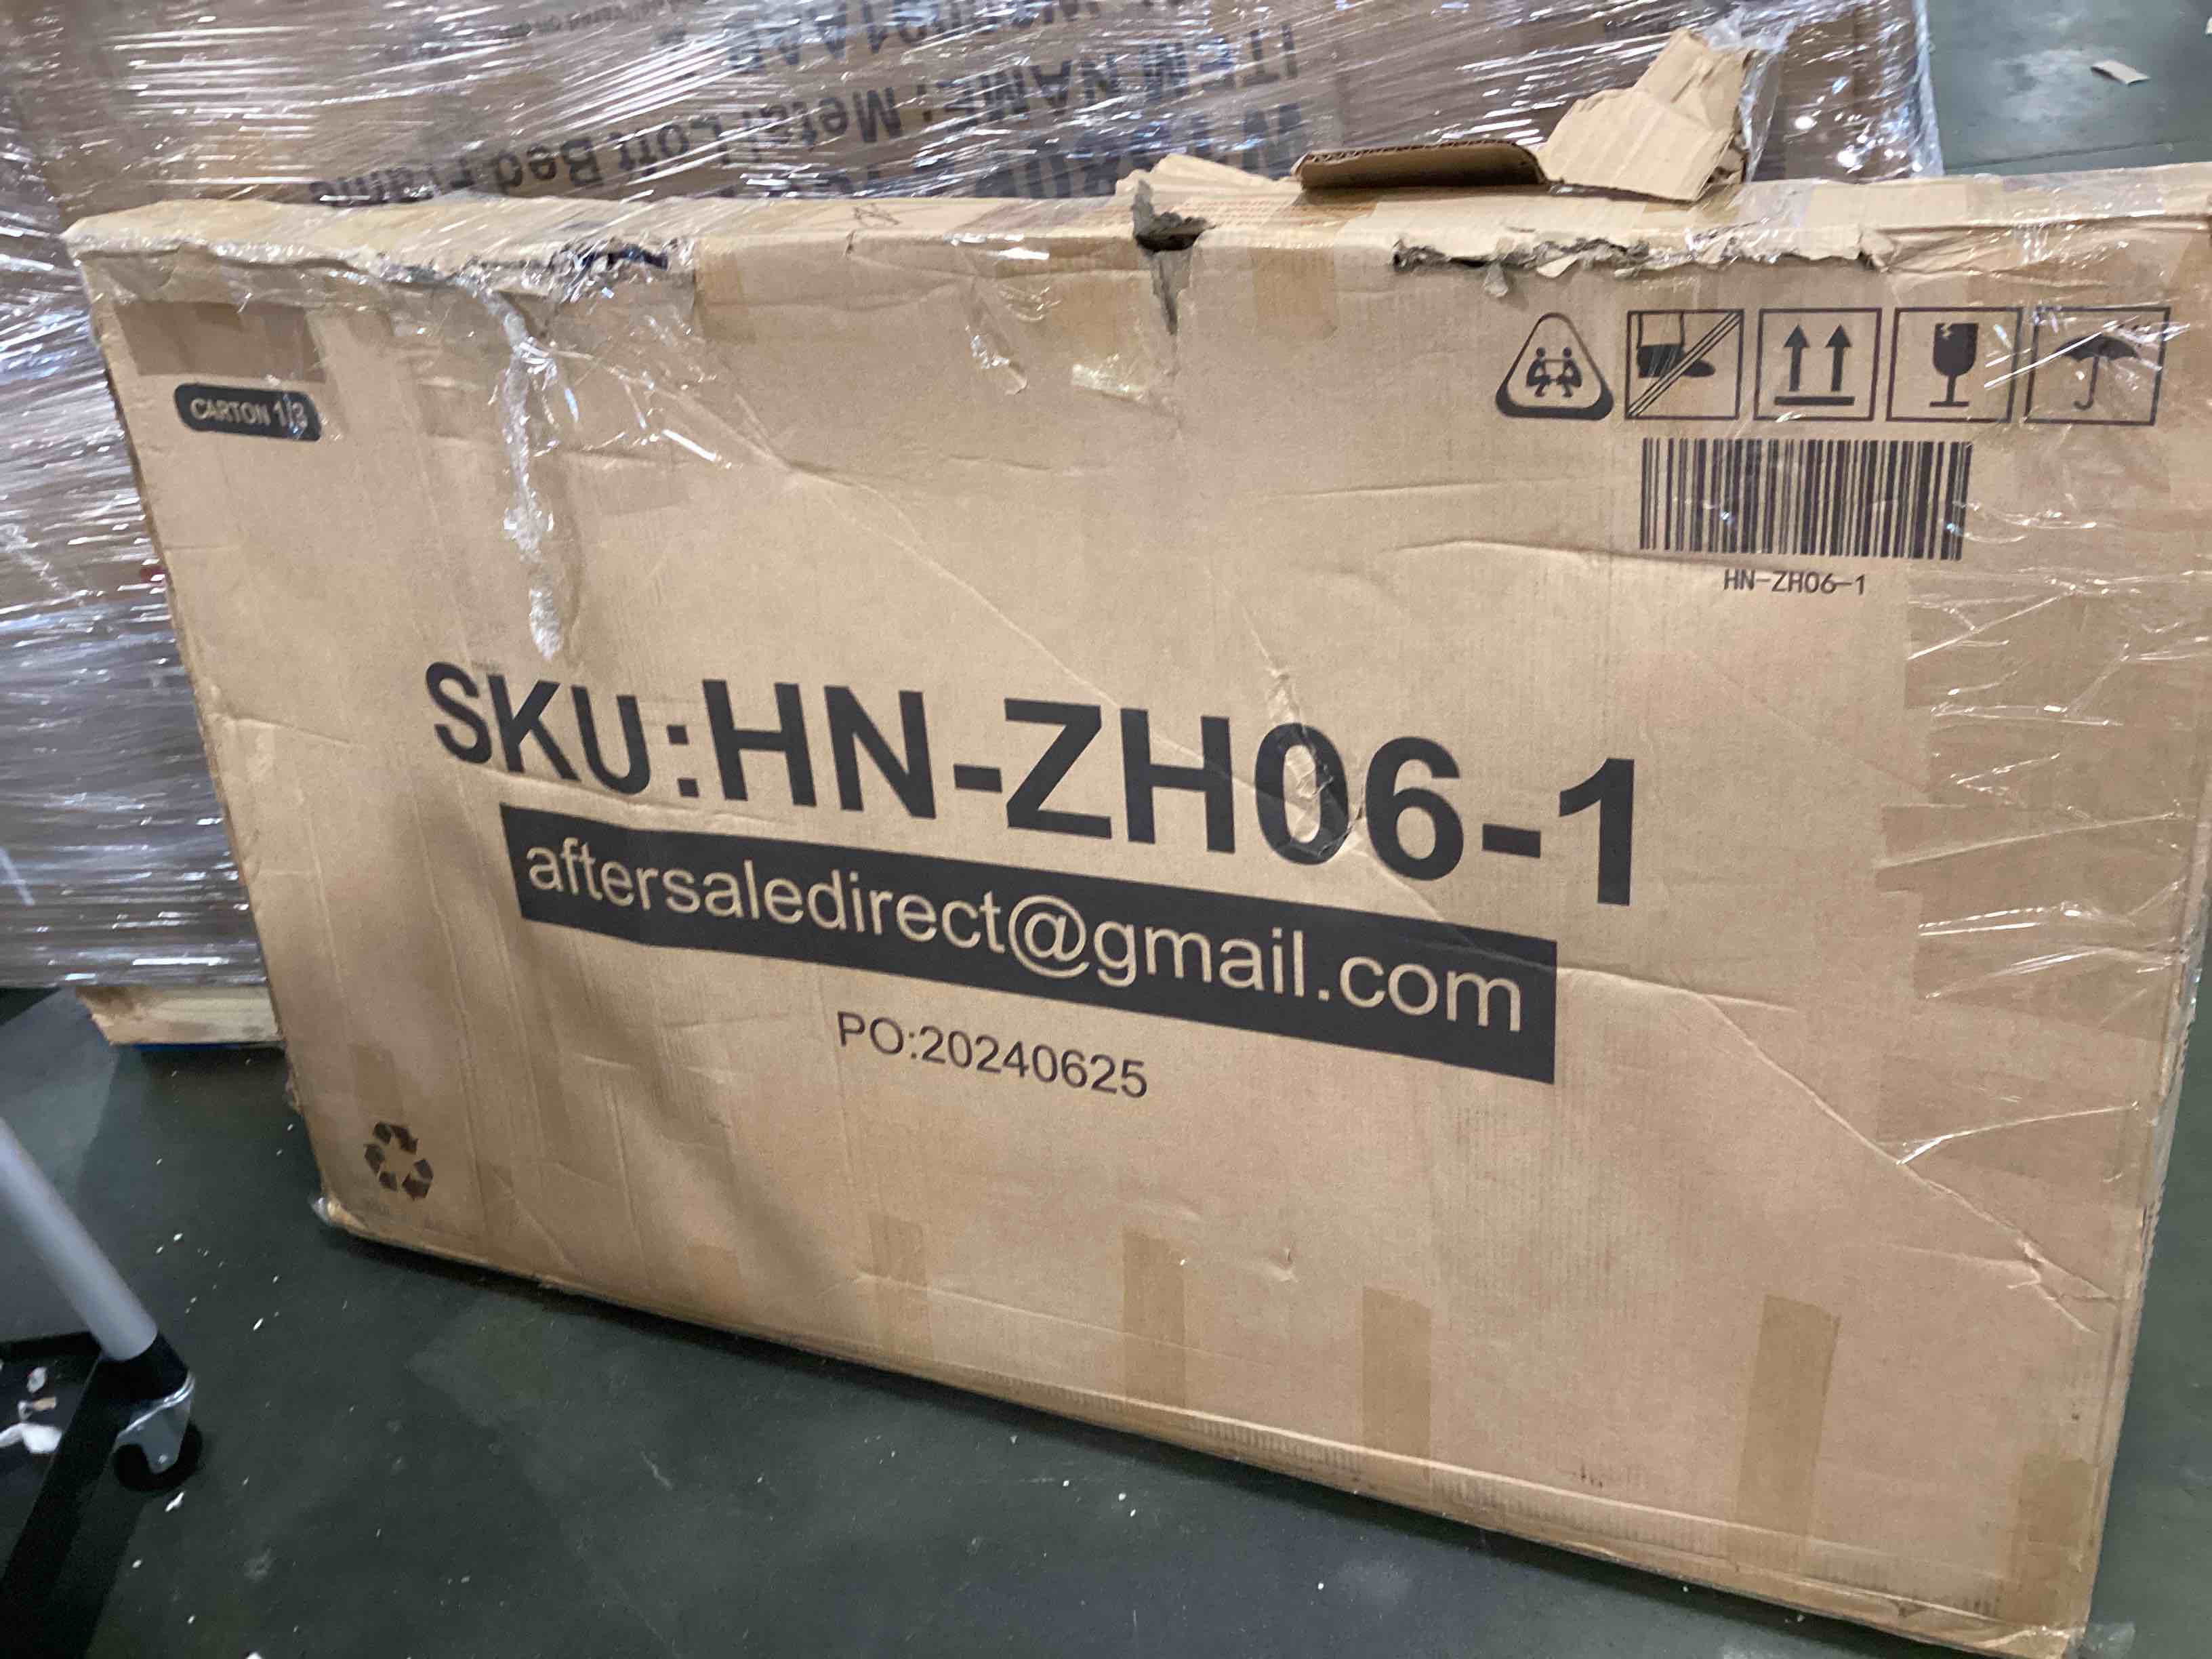 ITEM NAME: Metal Loft Bed Frame
CARTON 1/3
HN-ZH06-1
SKU:HN-ZH06-1
aftersaledirect@gmail.com
PO:20240625